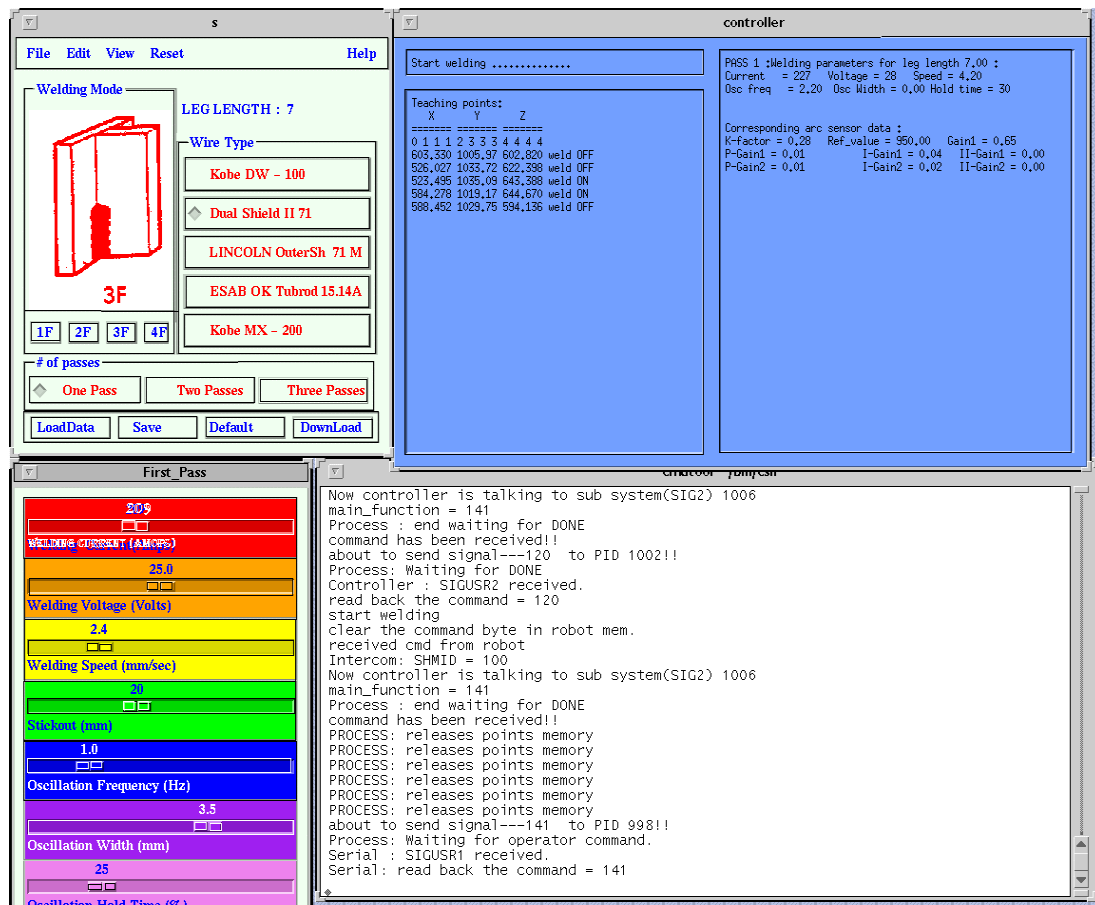 s
File Edit View Reset Help
Welding Mode
LEG LENGTH : 7
Wire Type
Kobe DW - 100
Dual Shield II 71
LINCOLN OuterSh 71 M
ESAB OK Tubrod 15.14A
Kobe MX - 200
3F
1F 2F 3F 4F
# of passes
One Pass Two Passes Three Passes
LoadData Save Default DownLoad
controller
Start welding ..............
Teaching points:
X Y Z
======= ======= =======
0 1 1 1 2 3 3 3 4 4 4 4
603.330 1005.97 602.820 weld OFF
526.027 1033.72 622.398 weld OFF
523.495 1035.09 643.388 weld ON
584.278 1019.17 644.670 weld ON
588.452 1029.75 594.136 weld OFF
PASS 1 :Welding parameters for leg length 7.00 :
Current = 227 Voltage = 28 Speed = 4.20
Osc freq = 2.20 Osc Width = 0.00 Hold time = 30
Corresponding arc sensor data :
K-factor = 0.28 Ref_value = 950.00 Gain1 = 0.65
P-Gain1 = 0.01 I-Gain1 = 0.04 II-Gain1 = 0.00
P-Gain2 = 0.01 I-Gain2 = 0.02 II-Gain2 = 0.00
First_Pass
209
25.0
Welding Voltage (Volts)
2.4
Welding Speed (mm/sec)
20
Stickout (mm)
1.0
Oscillation Frequency (Hz)
3.5
Oscillation Width (mm)
25
Oscillation Hold Time (%)
cmdtool - /bin/csh
Now controller is talking to sub system(SIG2) 1006
main_function = 141
Process : end waiting for DONE
command has been received!!
about to send signal---120 to PID 1002!!
Process: Waiting for DONE
Controller : SIGUSR2 received.
read back the command = 120
start welding
clear the command byte in robot mem.
received cmd from robot
Intercom: SHMID = 100
Now controller is talking to sub system(SIG2) 1006
main_function = 141
Process : end waiting for DONE
command has been received!!
PROCESS: releases points memory
PROCESS: releases points memory
PROCESS: releases points memory
PROCESS: releases points memory
PROCESS: releases points memory
PROCESS: releases points memory
about to send signal---141 to PID 998!!
Process: Waiting for operator command.
Serial : SIGUSR1 received.
Serial: read back the command = 141